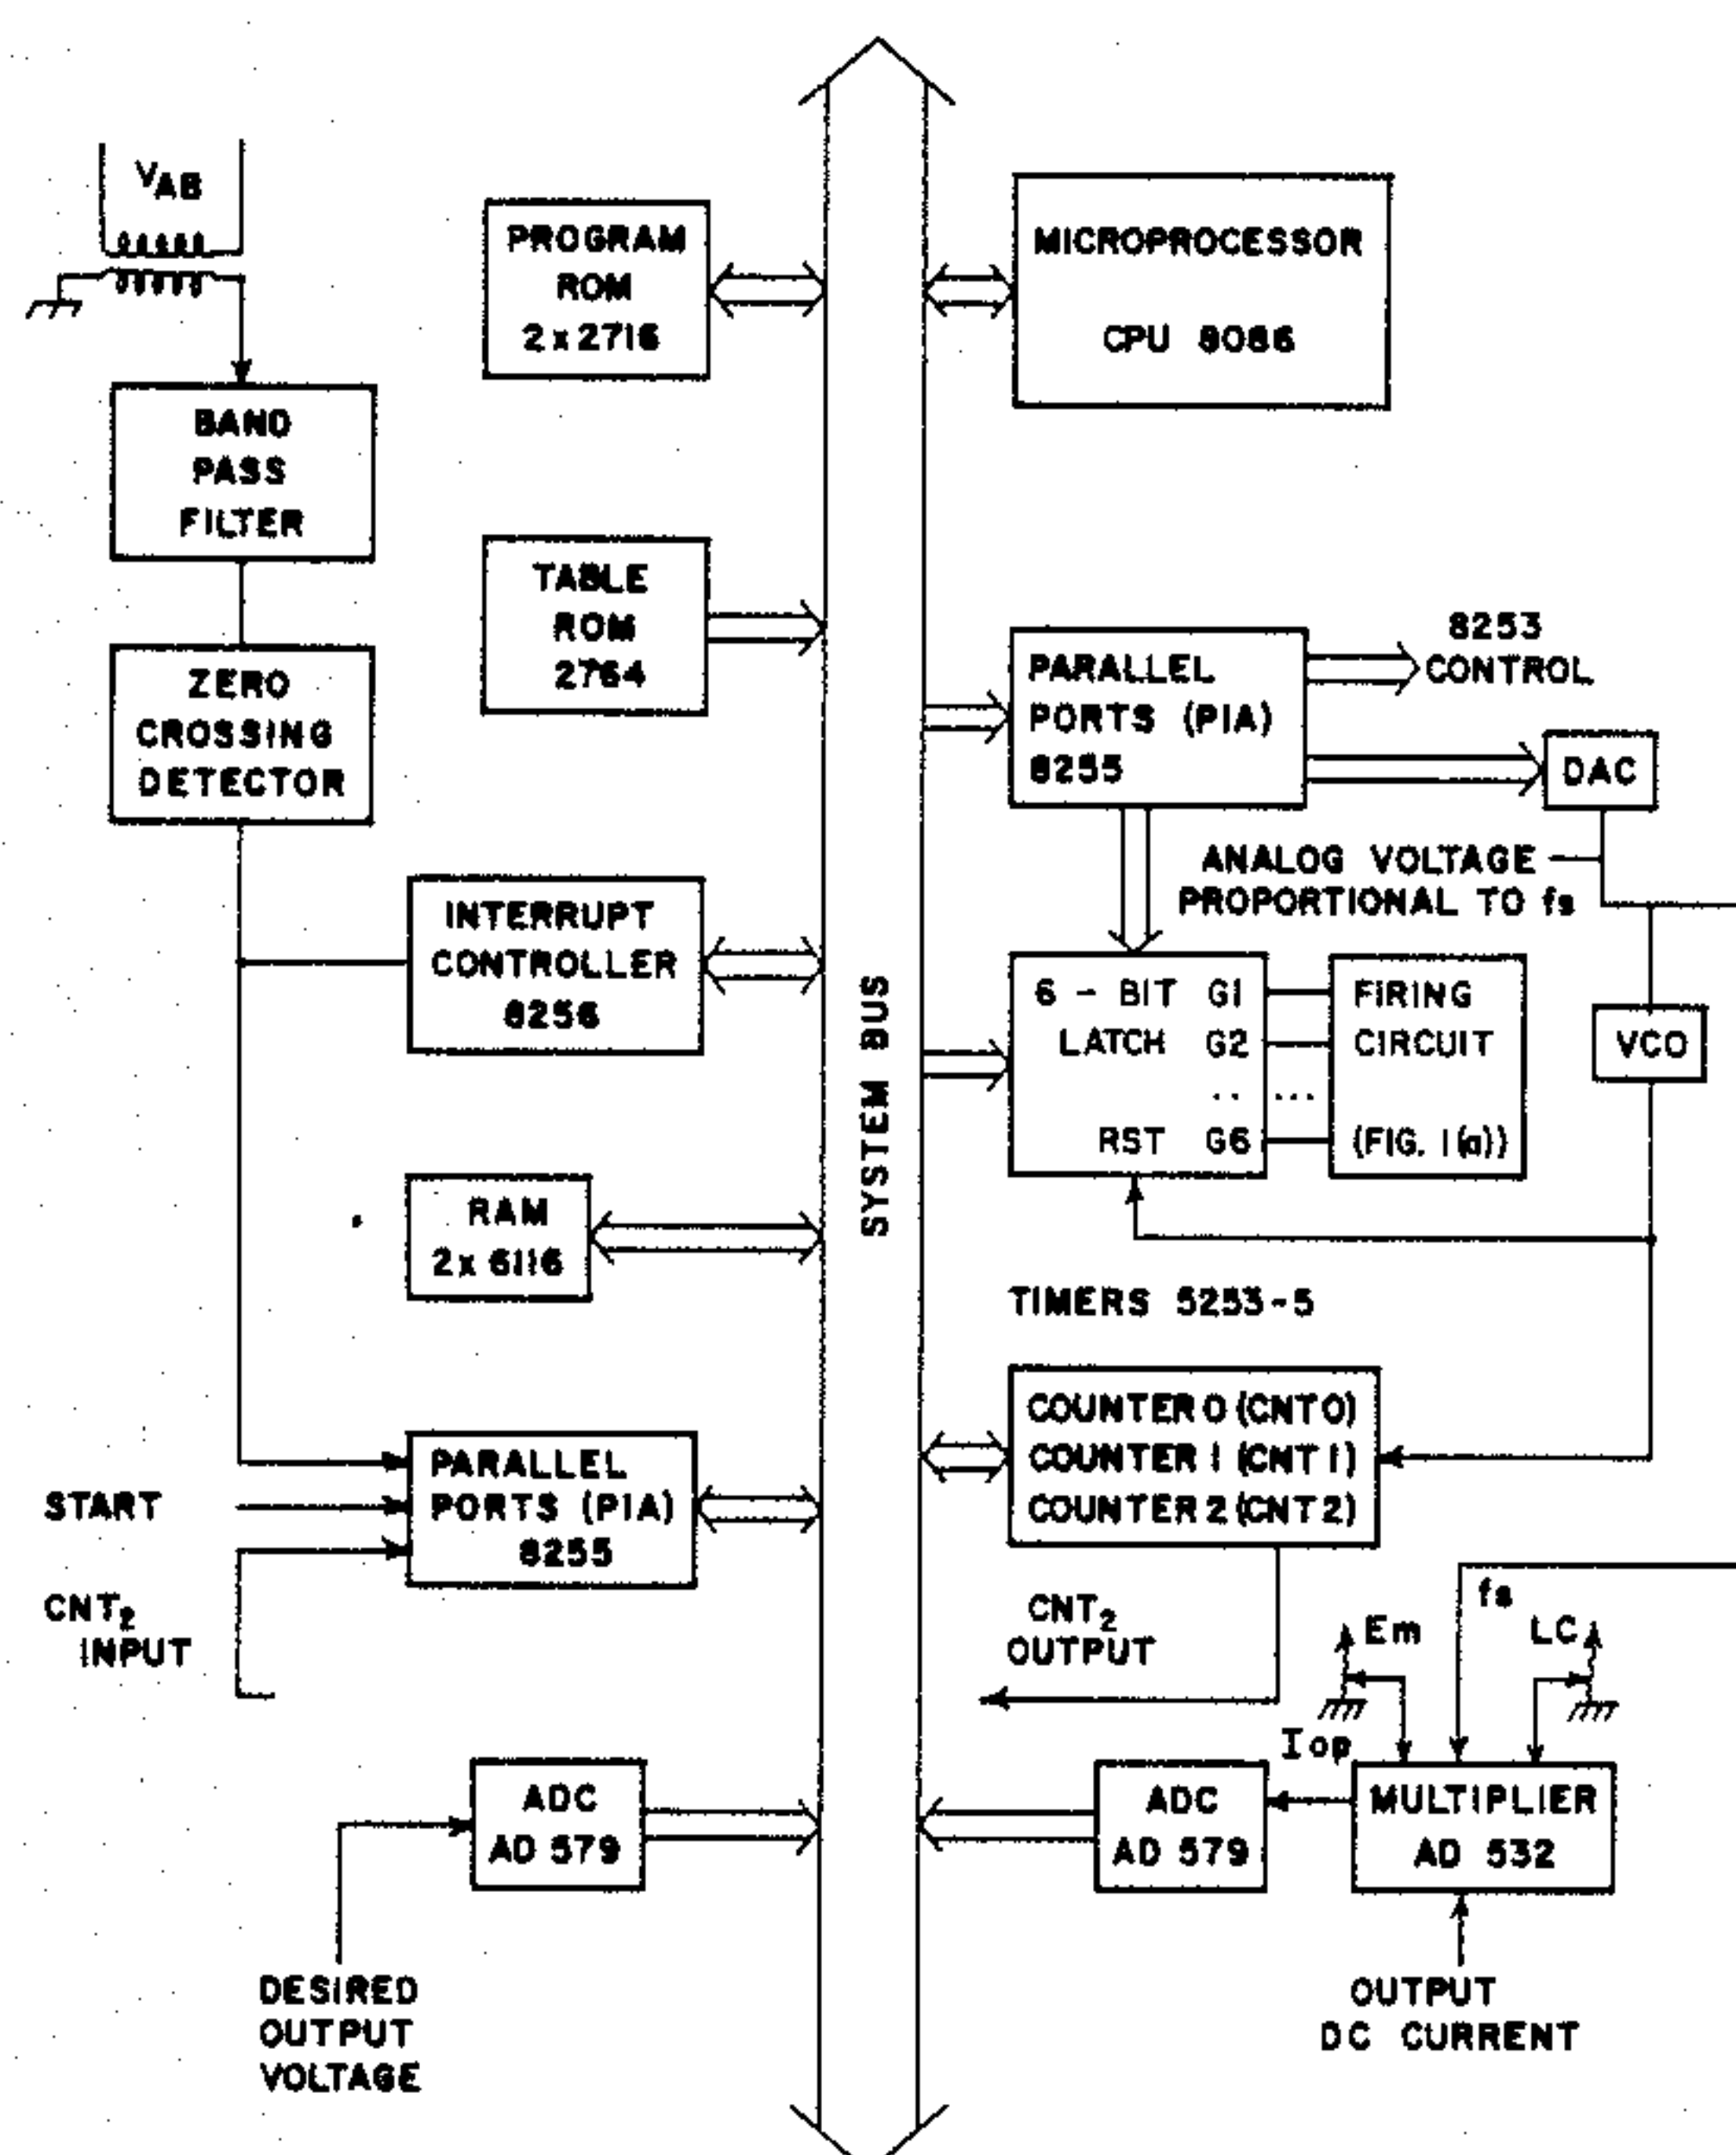 VAB
BAND
PASS
FILTER
ZERO
CROSSING
DETECTOR
PROGRAM
ROM
2x2716
TABLE
ROM
2764
INTERRUPT
CONTROLLER
8256
RAM
2x 6116
PARALLEL
PORTS (PIA)
8255
START
CNT2
INPUT
ADC
AD 579
DESIRED
OUTPUT
VOLTAGE
SYSTEM BUS
MICROPROCESSOR
CPU 8086
PARALLEL
PORTS (PIA)
8255
8253
CONTROL
DAC
ANALOG VOLTAGE
PROPORTIONAL TO fs
6 - BIT G1
LATCH G2
.. ...
RST G6
FIRING
CIRCUIT
(FIG. 1(a))
VCO
TIMERS 5253-5
COUNTER 0 (CNT0)
COUNTER 1 (CNT1)
COUNTER 2 (CNT2)
CNT2
OUTPUT
fs
Em
LC
Iop
ADC
AD 579
MULTIPLIER
AD 532
OUTPUT
DC CURRENT